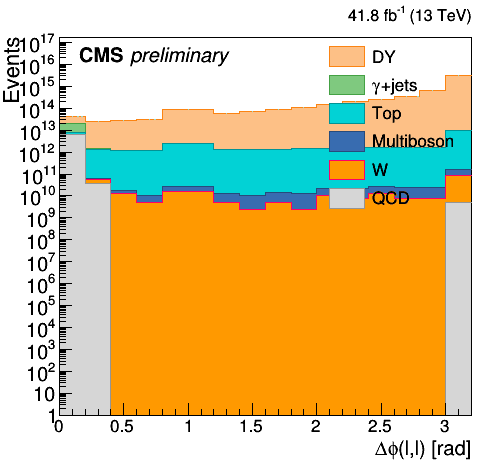 41.8 fb⁻¹ (13 TeV)
CMS preliminary
Events
10¹⁷
10¹⁶
10¹⁵
10¹⁴
10¹³
10¹²
10¹¹
10¹⁰
10⁹
10⁸
10⁷
10⁶
10⁵
10⁴
10³
10²
10
1
DY
γ+jets
Top
Multiboson
W
QCD
0 0.5 1 1.5 2 2.5 3
Δϕ(l,l) [rad]